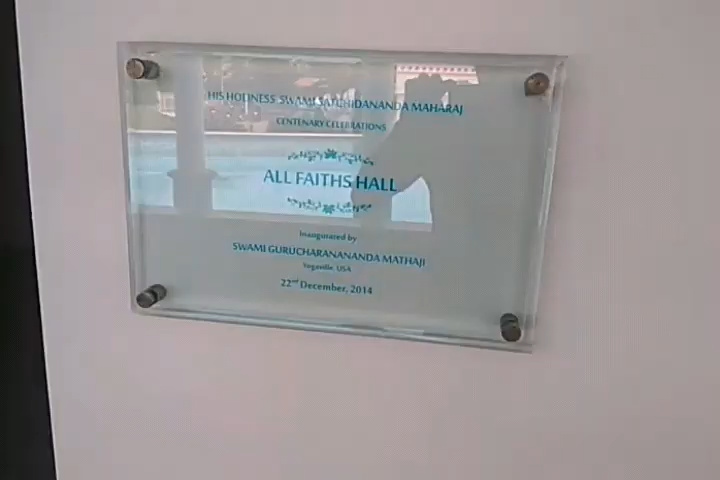 HIS HOLINESS SWAMI SATCHIDANANDA MAHARAJ
CENTENARY CELEBRATIONS
ALL FAITHS HALL
Inaugurated by
SWAMI GURUCHARANANANDA MATHAJI
Yogaville, USA
22nd December, 2014